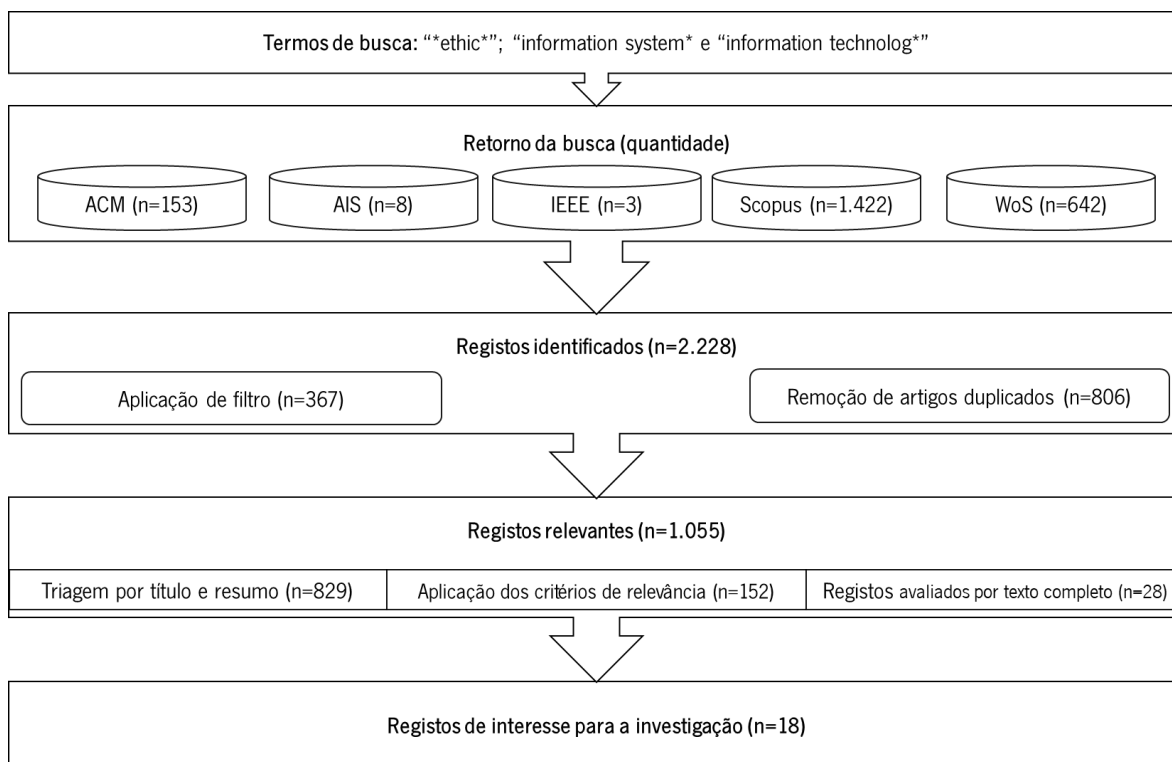 Termos de busca: “*ethic*”; “information system* e “information technolog*”
Retorno da busca (quantidade)
ACM (n=153)
AIS (n=8)
IEEE (n=3)
Scopus (n=1.422)
WoS (n=642)
Registos identificados (n=2.228)
Aplicação de filtro (n=367)
Remoção de artigos duplicados (n=806)
Registos relevantes (n=1.055)
Triagem por título e resumo (n=829)
Aplicação dos critérios de relevância (n=152)
Registos avaliados por texto completo (n=28)
Registos de interesse para a investigação (n=18)